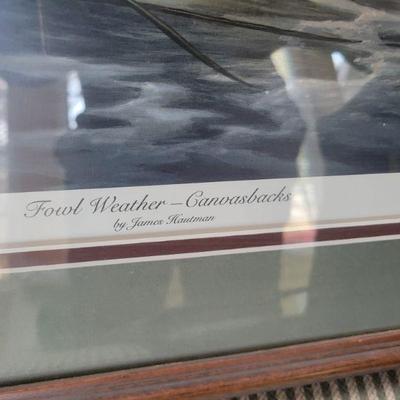 Fowl Weather – Canvasbacks
by James Hautman